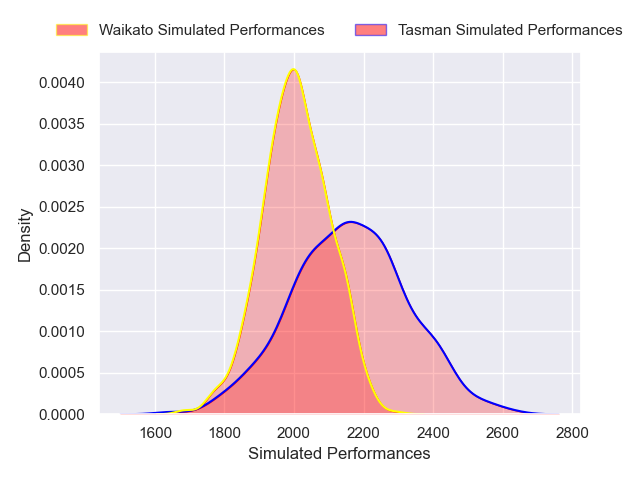 Waikato Simulated Performances
Tasman Simulated Performances
0.0040
0.0035
0.0030
0.0025
0.0020
0.0015
0.0010
0.0005
0.0000
Density
1600 1800 2000 2200 2400 2600 2800
Simulated Performances